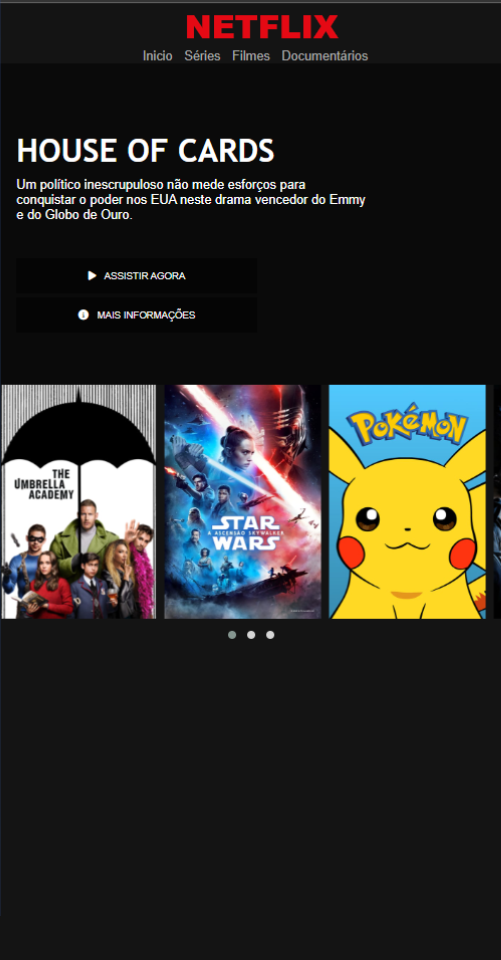 NETFLIX
Inicio Séries Filmes Documentários
HOUSE OF CARDS
Um político inescrupuloso não mede esforços para
conquistar o poder nos EUA neste drama vencedor do Emmy
e do Globo de Ouro.
ASSISTIR AGORA
MAIS INFORMAÇÕES
THE
UMBRELLA
ACADEMY
STAR
A ASCENSÃO SKYWALKER
WARS
POKéMON